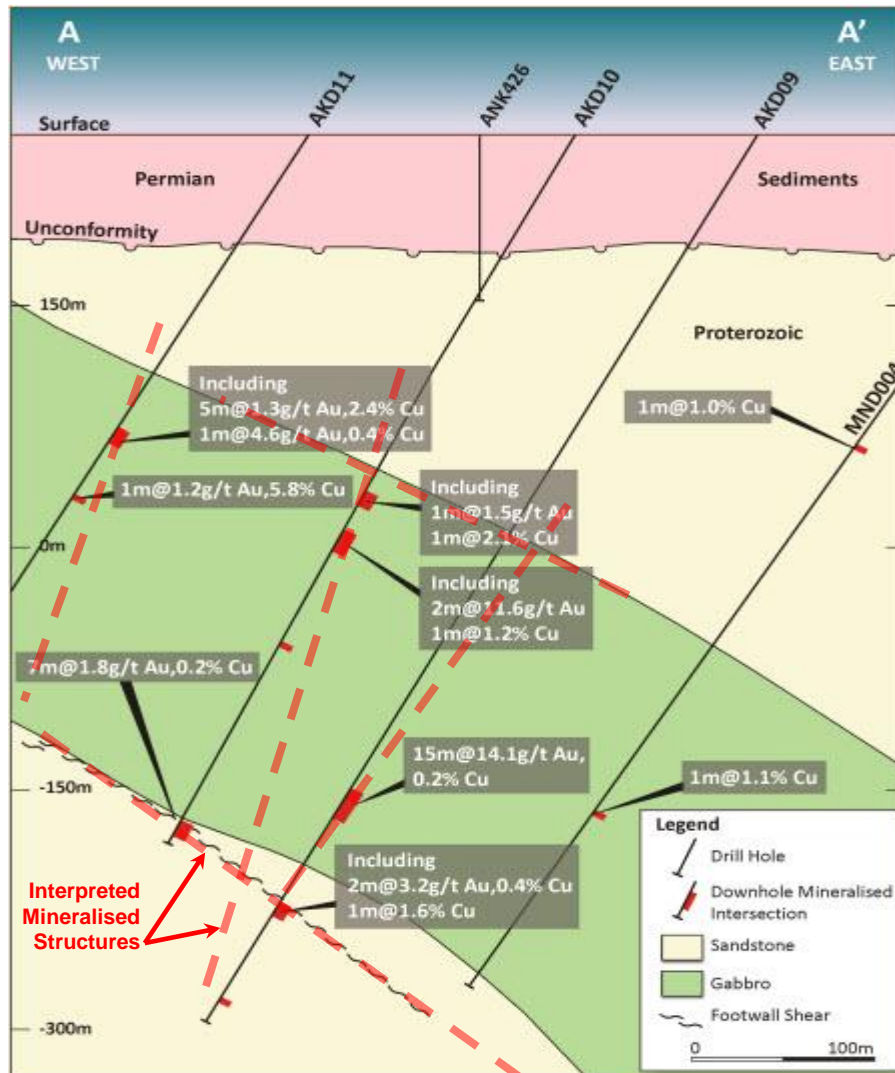 A
WEST
A'
EAST
AKD11
ANK426
AKD10
AKD09
Surface
Permian
Sediments
Unconformity
150m
Proterozoic
MND004
Including
5m@1.3g/t Au,2.4% Cu
1m@4.6g/t Au,0.4% Cu
1m@1.0% Cu
1m@1.2g/t Au,5.8% Cu
Including
1m@1.5g/t Au
1m@2.1% Cu
0m
Including
2m@11.6g/t Au
1m@1.2% Cu
7m@1.8g/t Au,0.2% Cu
-150m
15m@14.1g/t Au,
0.2% Cu
1m@1.1% Cu
Including
2m@3.2g/t Au,0.4% Cu
1m@1.6% Cu
Interpreted
Mineralised
Structures
-300m
Legend
Drill Hole
Downhole Mineralised
Intersection
Sandstone
Gabbro
Footwall Shear
0
100m